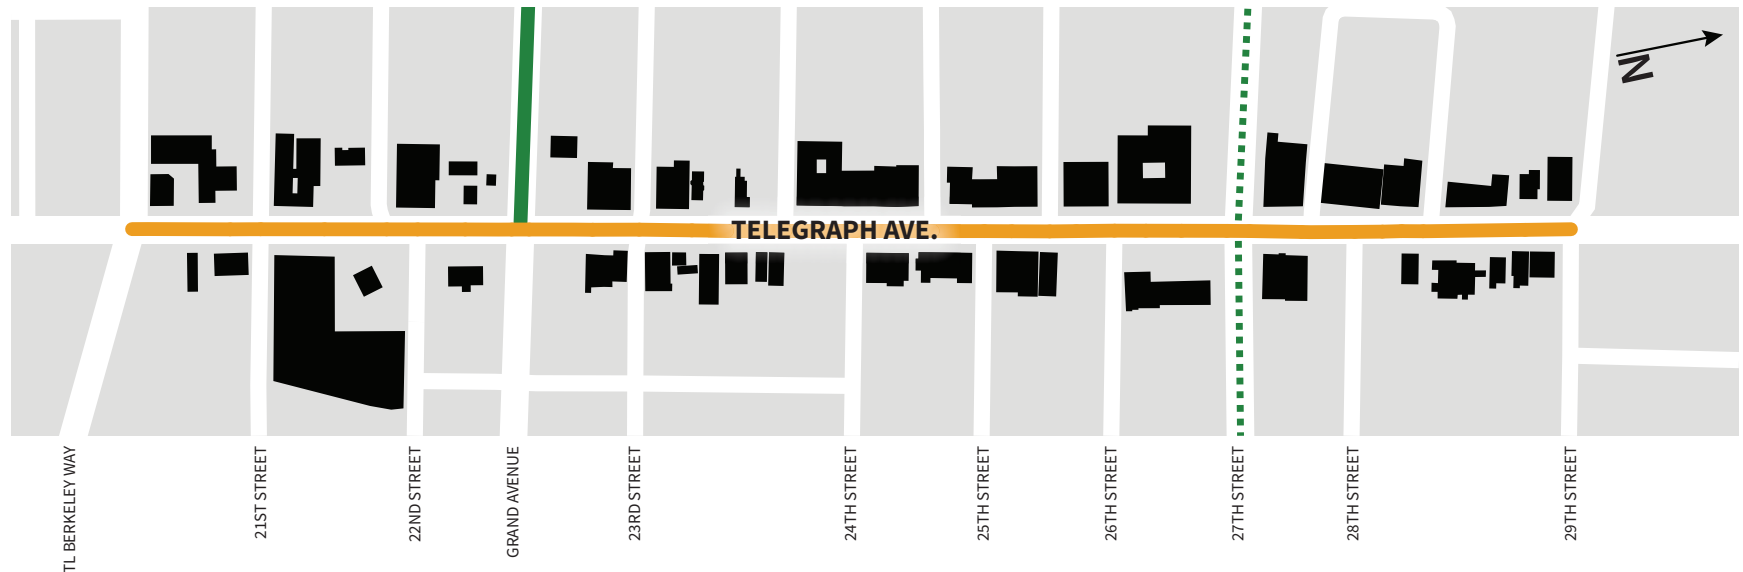 N
TELEGRAPH AVE.
TL BERKELEY WAY
21ST STREET
22ND STREET
GRAND AVENUE
23RD STREET
24TH STREET
25TH STREET
26TH STREET
27TH STREET
28TH STREET
29TH STREET